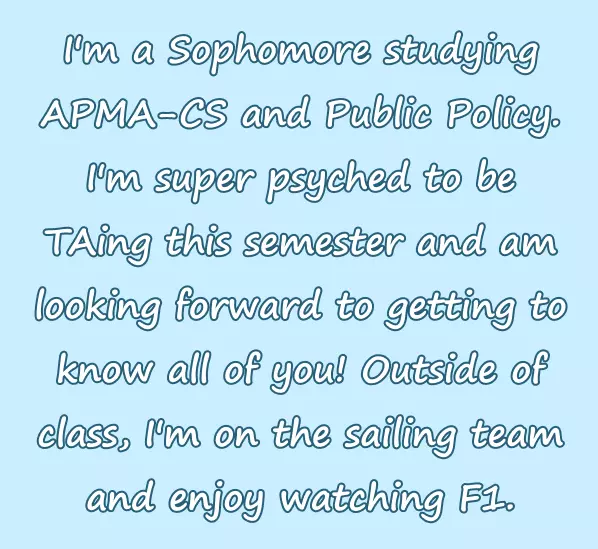 I'm a Sophomore studying
APMA-CS and Public Policy.
I'm super psyched to be
TAing this semester and am
looking forward to getting to
know all of you! Outside of
class, I'm on the sailing team
and enjoy watching F1.